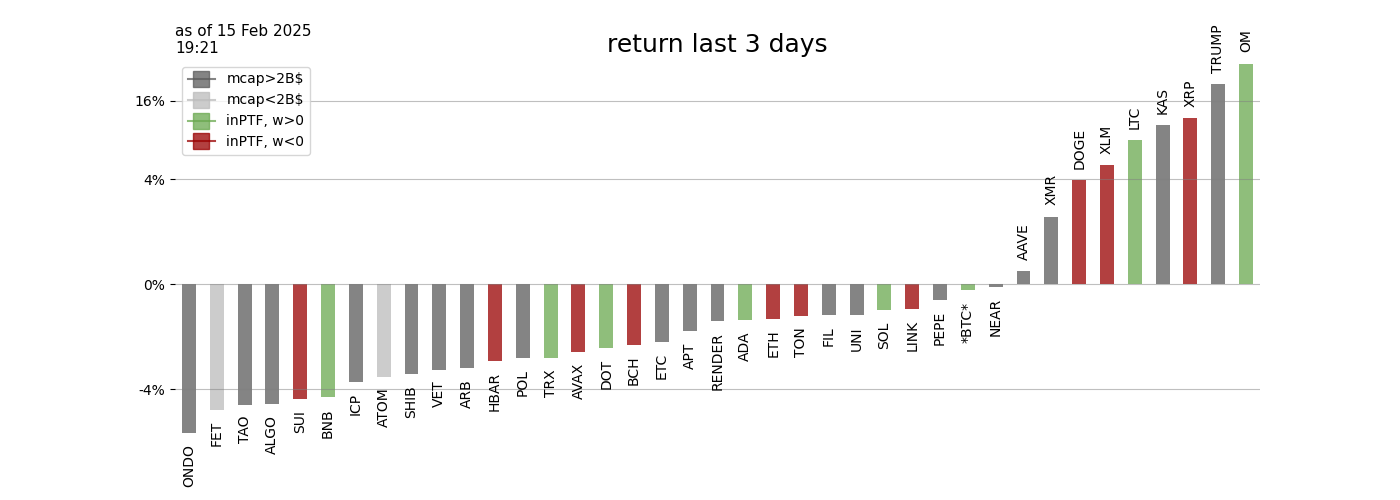 as of 15 Feb 2025
19:21
return last 3 days
mcap>2B$
mcap<2B$
inPTF, w>0
inPTF, w<0
16%
4%
0%
-4%
ONDO
FET
TAO
ALGO
SUI
BNB
ICP
ATOM
SHIB
VET
ARB
HBAR
POL
TRX
AVAX
DOT
BCH
ETC
APT
RENDER
ADA
ETH
TON
FIL
UNI
SOL
LINK
PEPE
*BTC*
NEAR
AAVE
XMR
DOGE
XLM
LTC
KAS
XRP
TRUMP
OM